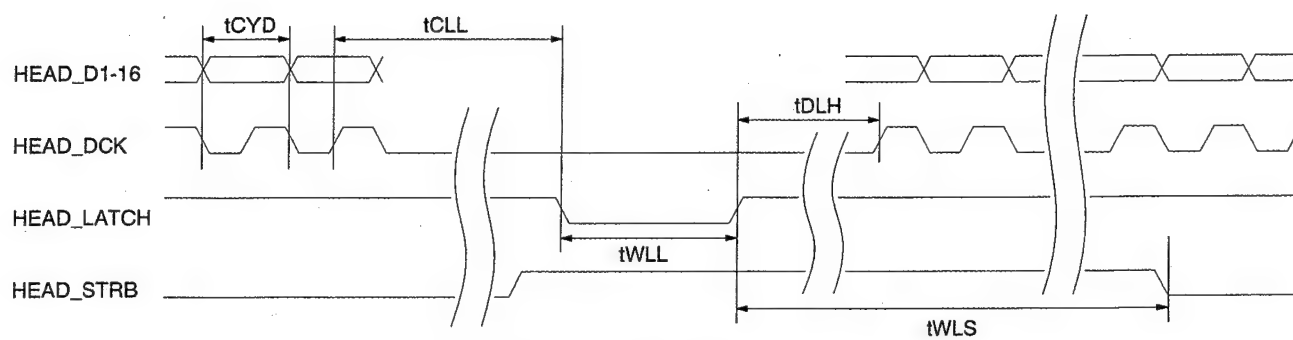 tCYD
tCLL
HEAD_D1-16
tDLH
HEAD_DCK
HEAD_LATCH
tWLL
HEAD_STRB
tWLS